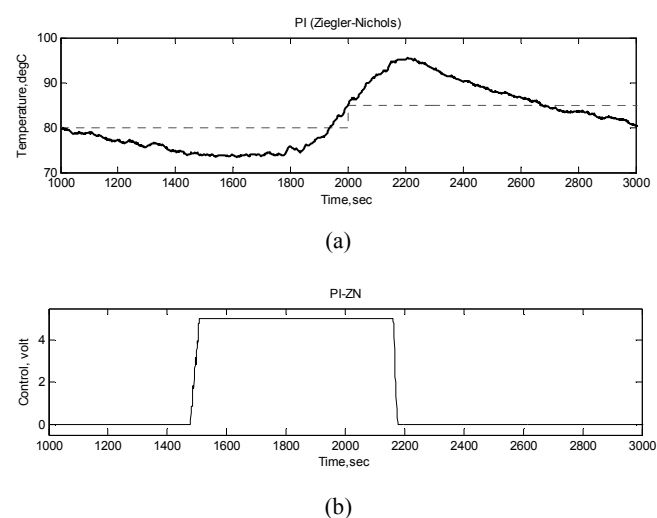 PI (Ziegler-Nichols)
100
90
80
70
Temperature,degC
1000 1200 1400 1600 1800 2000 2200 2400 2600 2800 3000
Time,sec
(a)
PI-ZN
4
2
0
Control, volt
1000 1200 1400 1600 1800 2000 2200 2400 2600 2800 3000
Time,sec
(b)